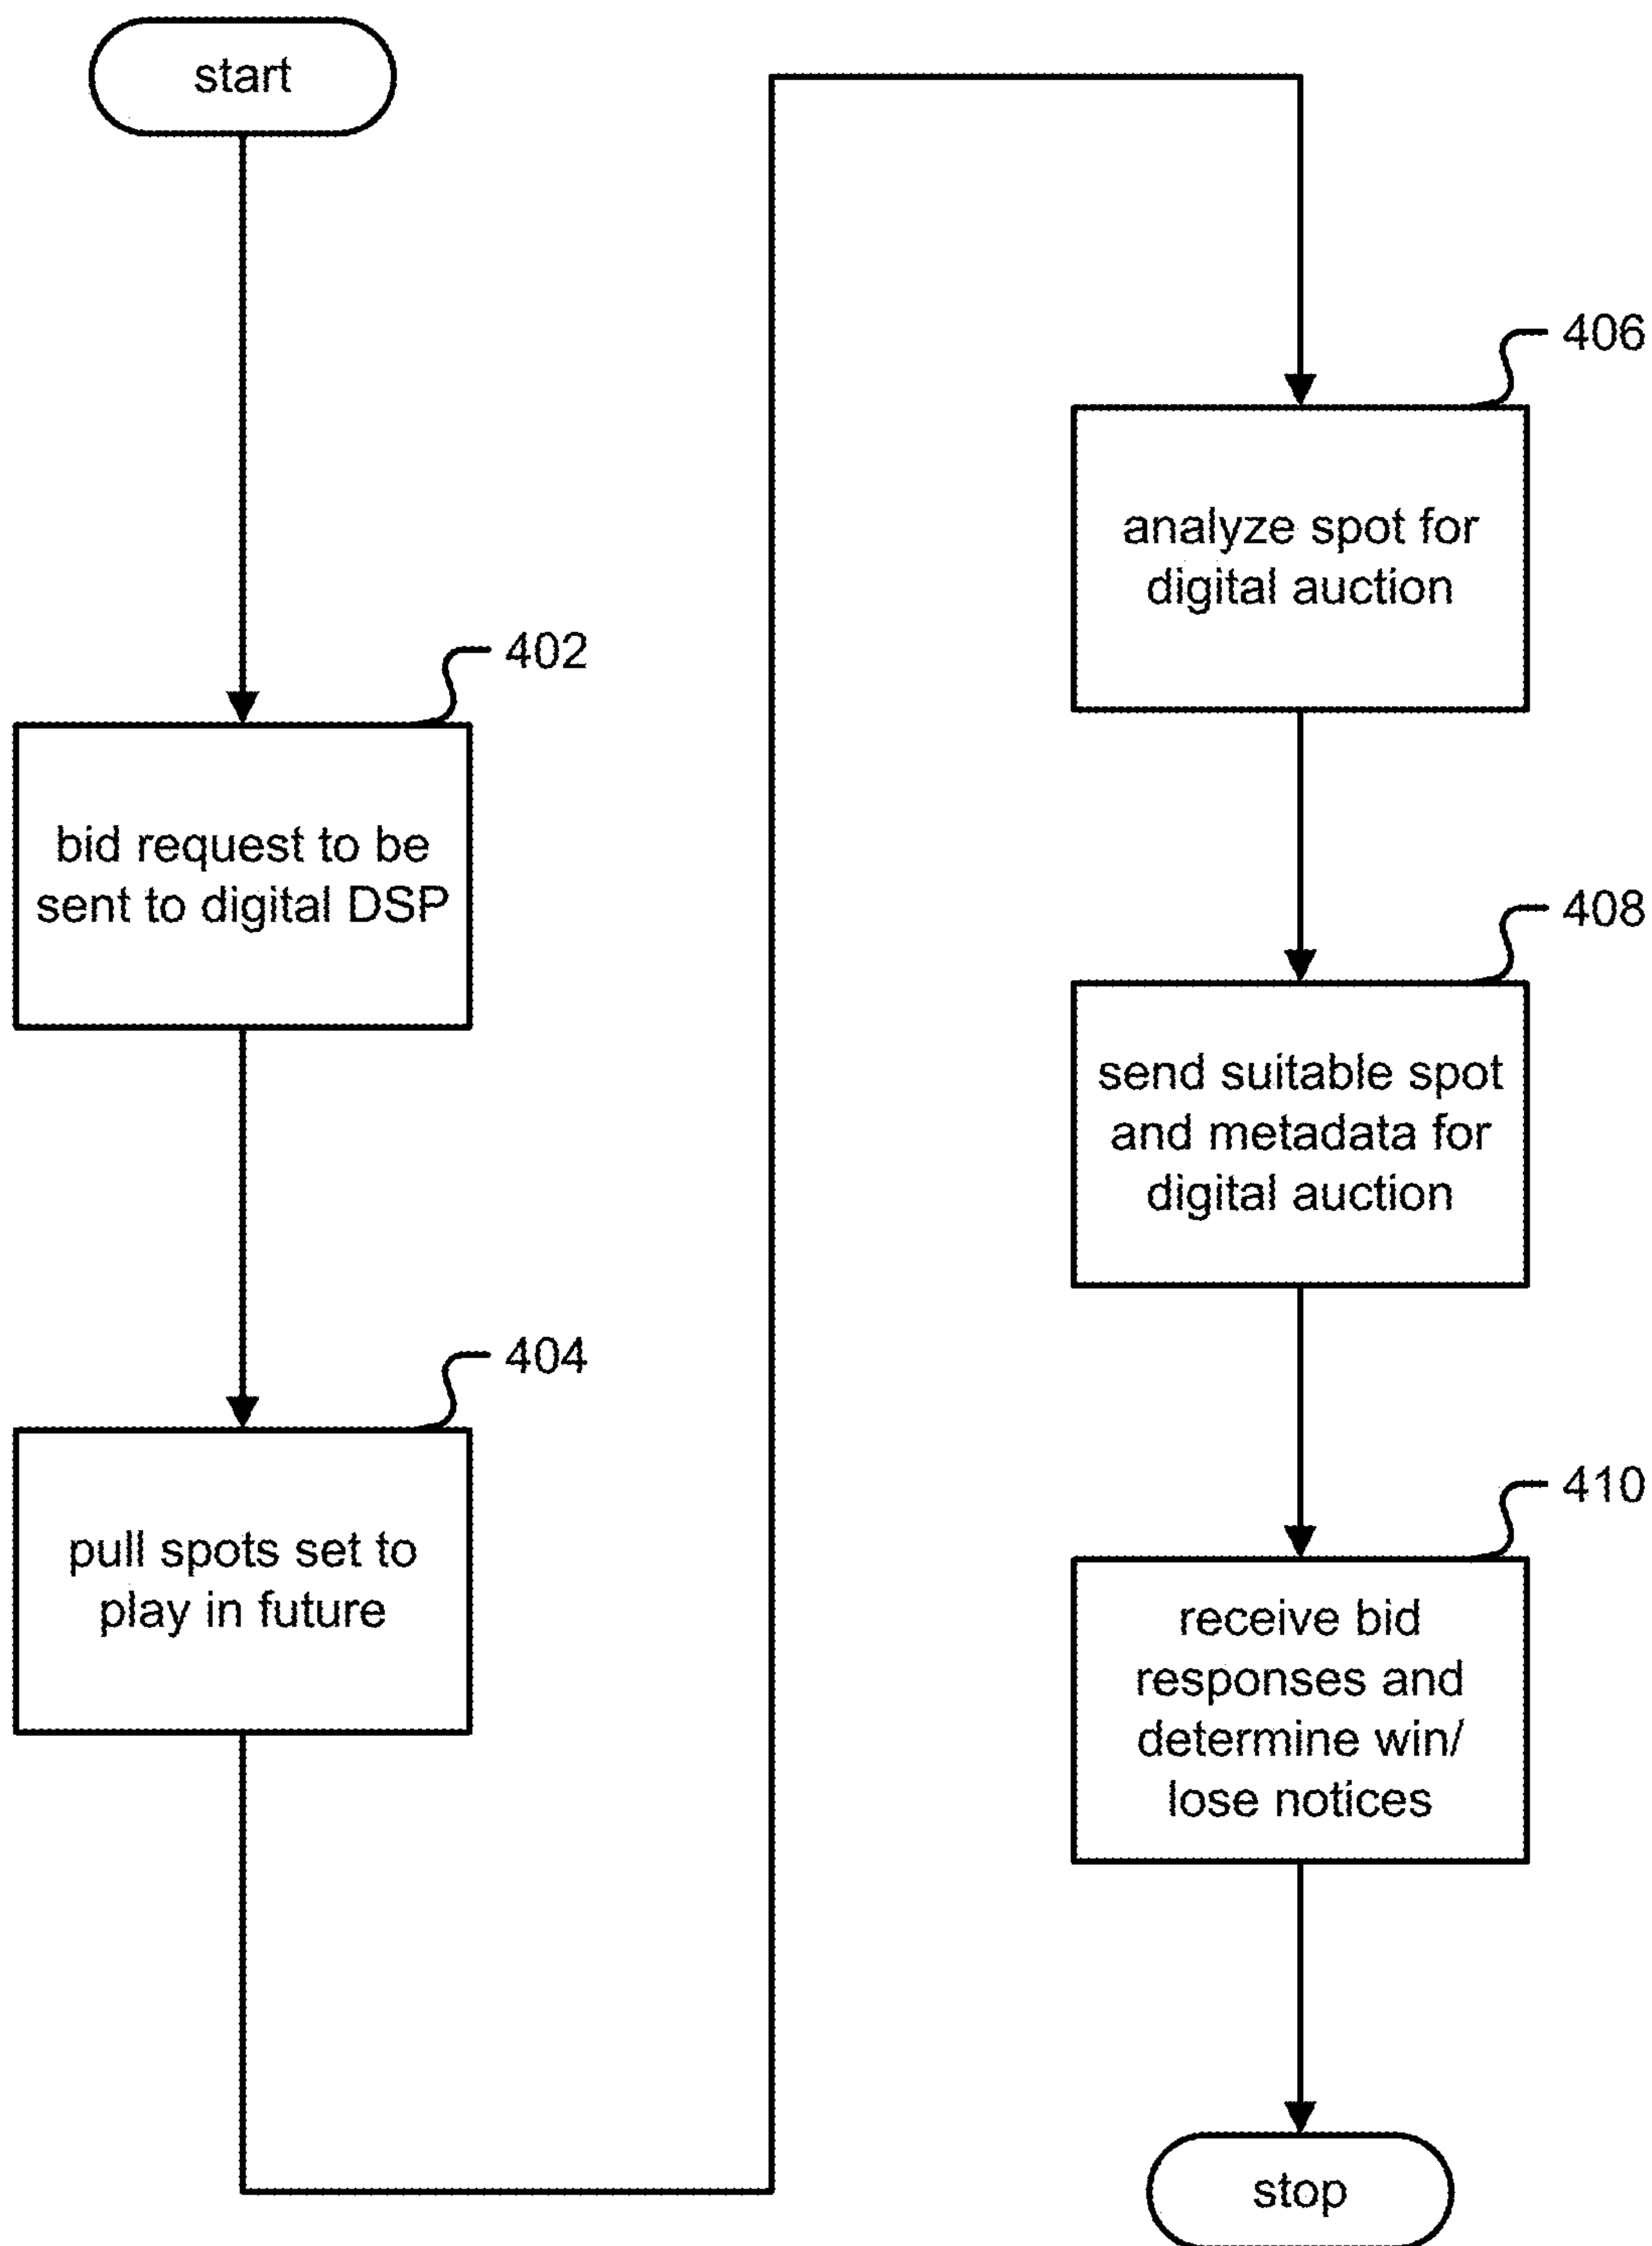 start
402
bid request to be
sent to digital DSP
404
pull spots set to
play in future
406
analyze spot for
digital auction
408
send suitable spot
and metadata for
digital auction
410
receive bid
responses and
determine win/
lose notices
stop